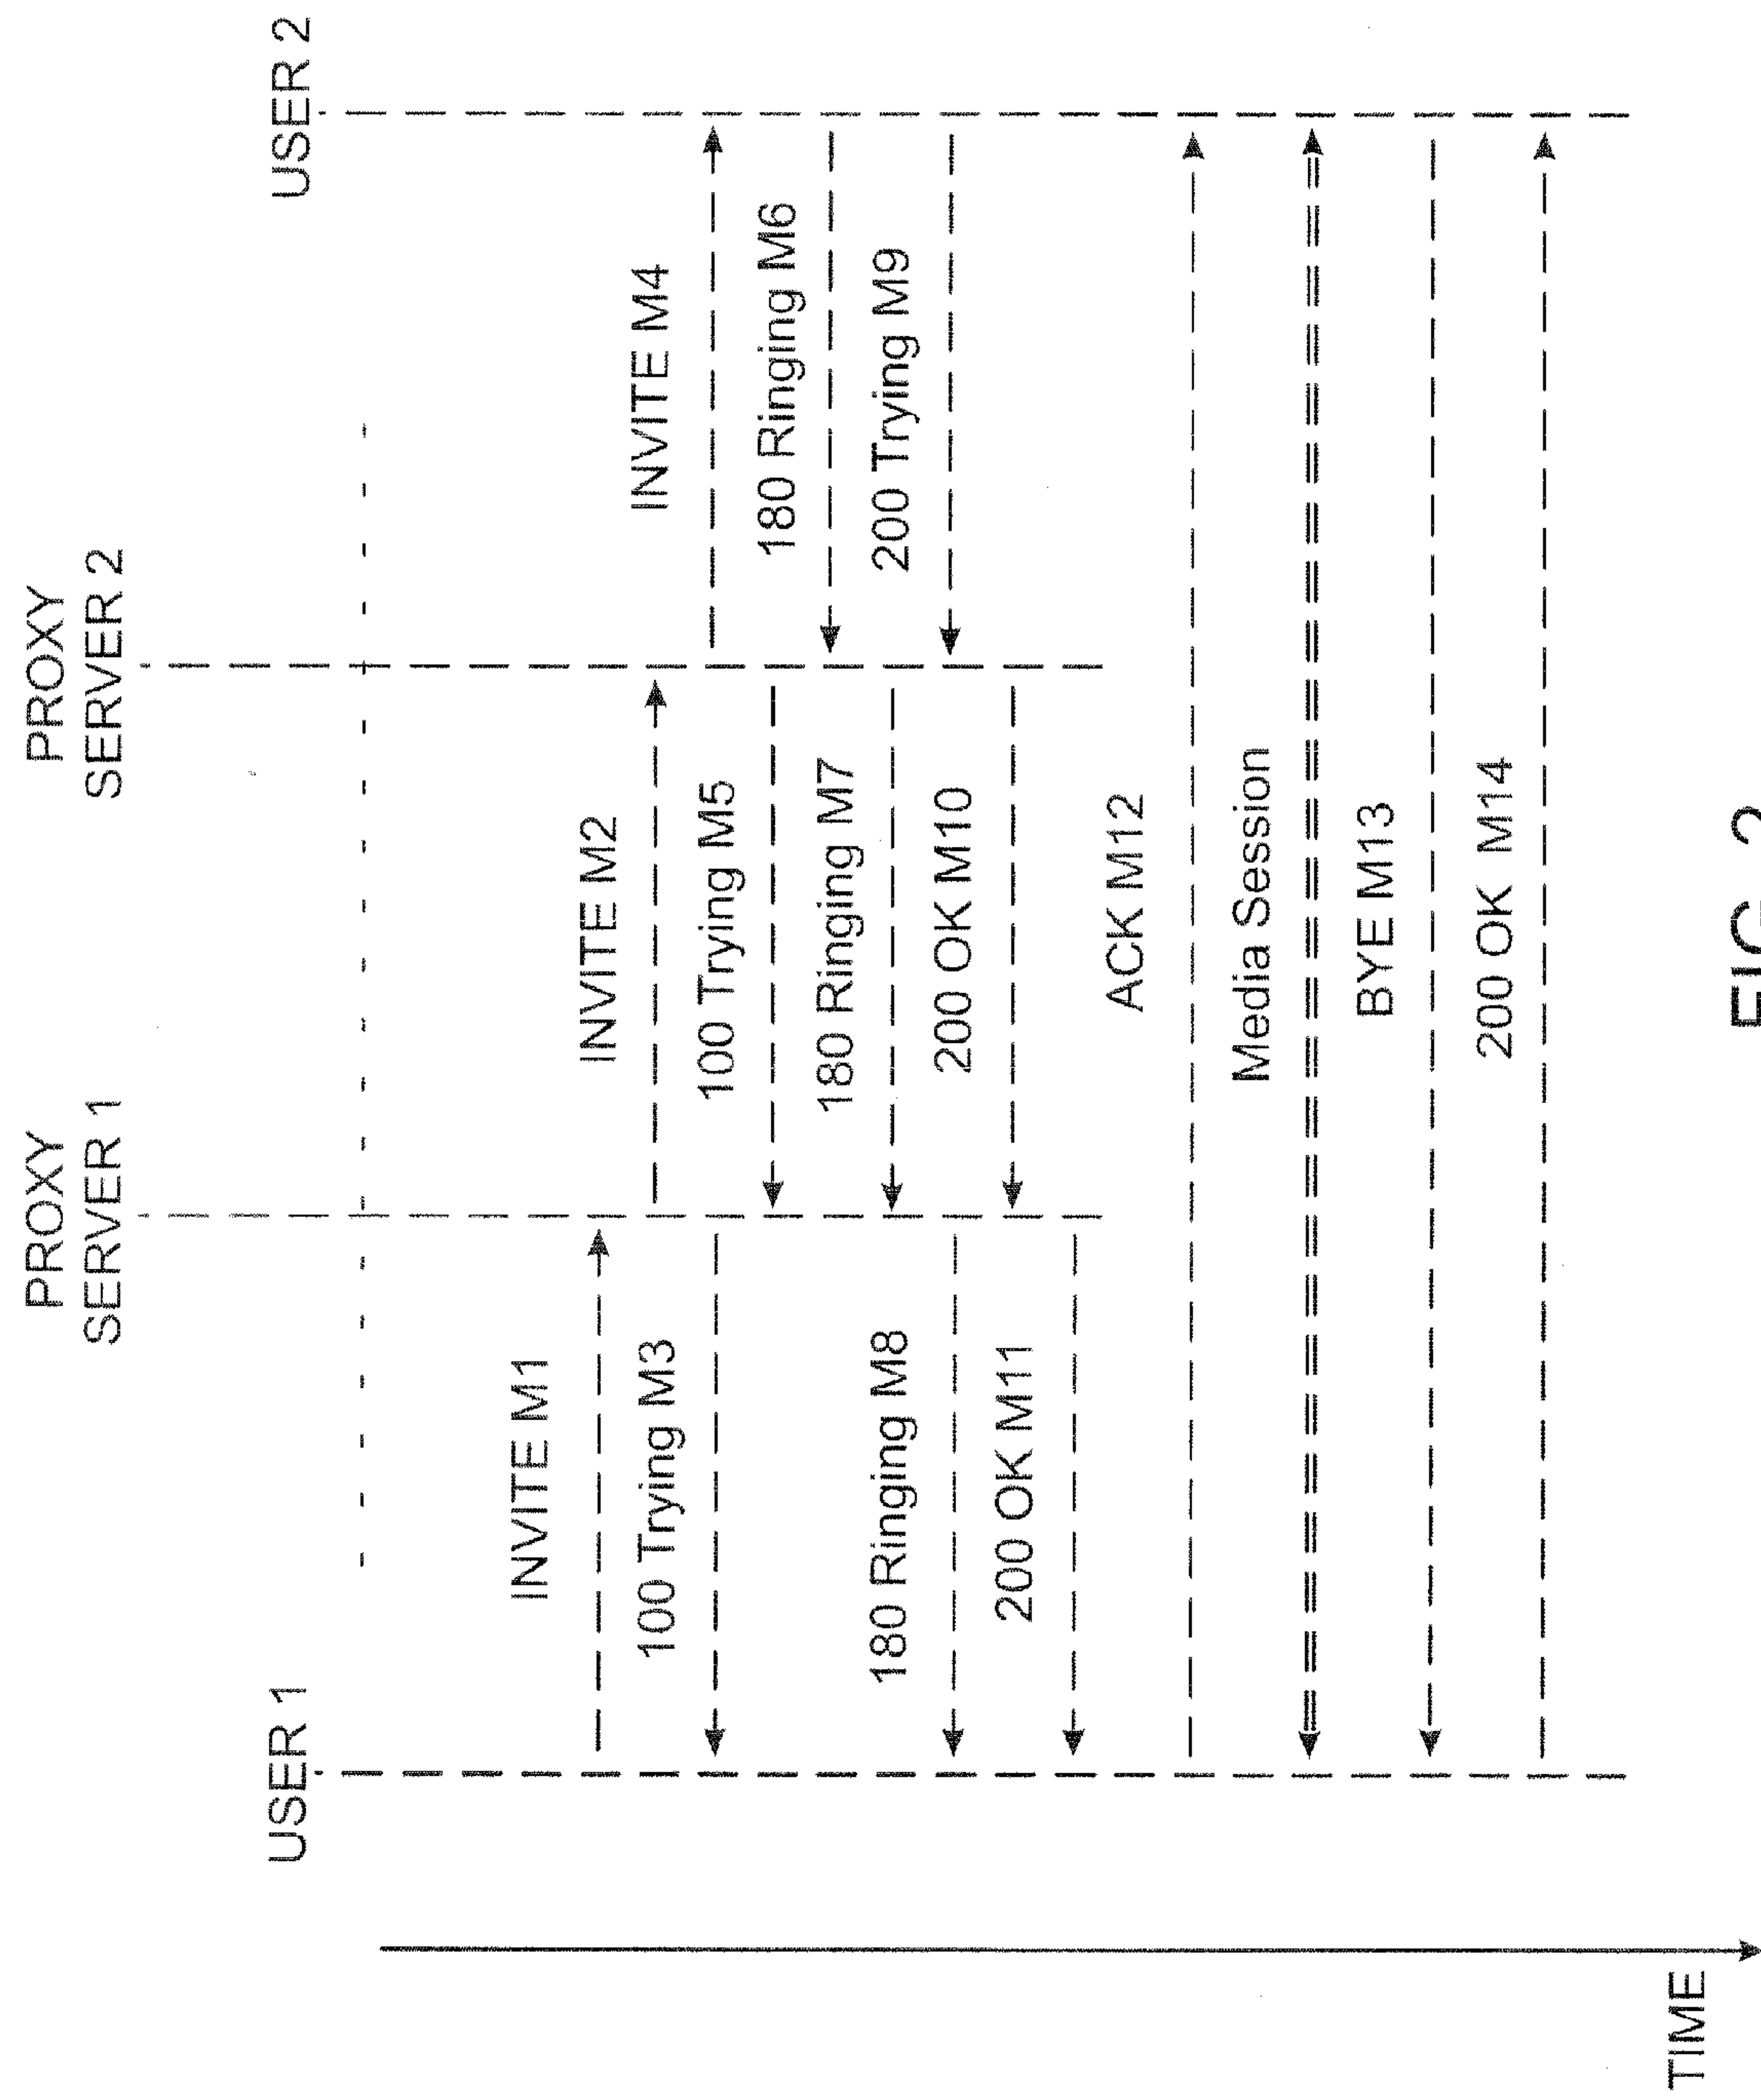 PROXY
SERVER 1
PROXY
SERVER 2
USER 1
USER 2
INVITE M1
INVITE M2
INVITE M4
100 Trying M3
100 Trying M5
180 Ringing M6
180 Ringing M7
180 Ringing M8
200 Trying M9
200 OK M10
200 OK M11
ACK M12
Media Session
BYE M13
200 OK M14
TIME
FIG. 2